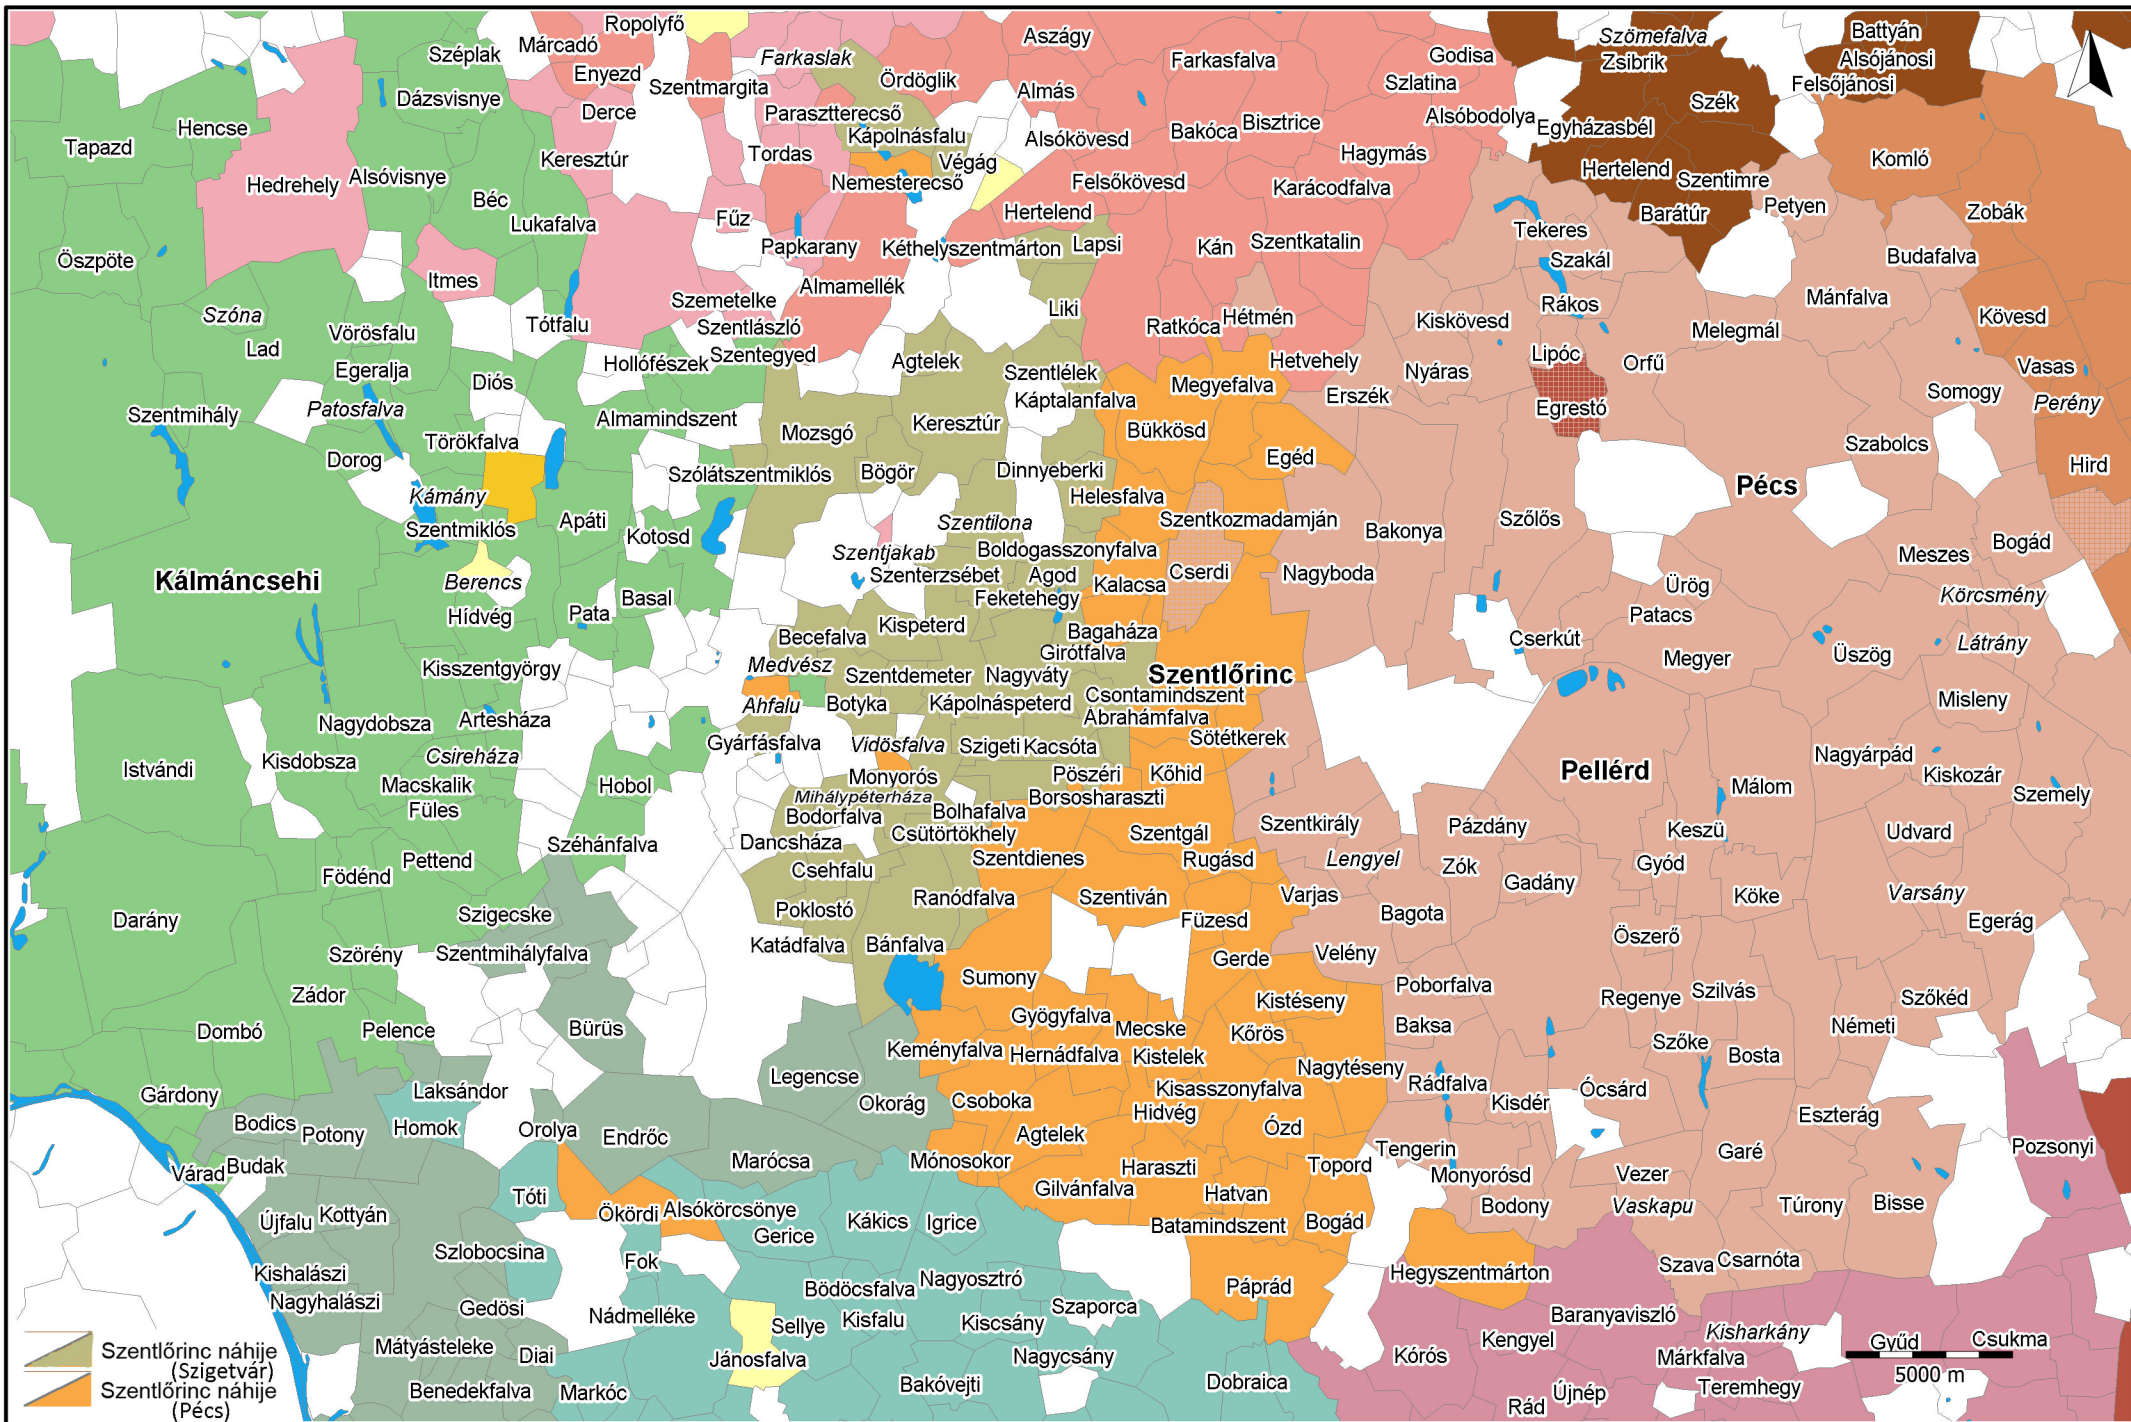 Ropolyfő
Márcadó
Széplak
Farkaslak
Aszágy
Farkasfalva
Godisa
Szömefalva
Zsibrik
Battyán
Alsójánosi
Felsőjánosi
Enyezd
Szentmargita
Ördöglik
Almás
Szlatina
Dázsvisnye
Derce
Parasztterecső
Kápolnásfalu
Alsókövesd
Bakóca
Bisztrice
Alsóbodolya
Egyházasbél
Szék
Hencse
Tapazd
Keresztúr
Tordas
Végág
Hagymás
Komló
Hedrehely
Alsóvisnye
Nemesterecső
Felsőkövesd
Karácodfalva
Hertelend
Szentimre
Béc
Lukafalva
Fűz
Hertelend
Barátúr
Petyen
Zobák
Papkarany
Kéthelyszentmárton
Lapsi
Kán
Szentkatalin
Tekeres
Szakál
Budafalva
Öszpöte
Itmes
Szemetelke
Almamellék
Liki
Rákos
Mánfalva
Szóna
Vörösfalu
Tótfalu
Szentlászló
Ratkóca
Hétmén
Kiskövesd
Melegmál
Kövesd
Lad
Hollófészek
Szentegyed
Agtelek
Szentlélek
Hetvehely
Lipóc
Orfű
Egeralja
Diós
Megyefalva
Nyáras
Vasas
Szentmihály
Patosfalva
Almamindszent
Káptalanfalva
Erszék
Egrestó
Somogy
Perény
Törökfalva
Mozsgó
Keresztúr
Bükkösd
Szabolcs
Dorog
Szólátszentmiklós
Bögör
Dinnyeberki
Egéd
Hird
Kámány
Helesfalva
Pécs
Szentmiklós
Apáti
Kotosd
Szentilona
Szentkozmadamján
Bakonya
Szőlős
Szentjakab
Boldogasszonyfalva
Meszes
Bogád
Kálmáncsehi
Berencs
Szenterzsébet
Agod
Kalacsa
Cserdi
Nagyboda
Ürög
Körcsmény
Hídvég
Pata
Basal
Feketehegy
Patacs
Becefalva
Kispeterd
Bagaháza
Cserkút
Látrány
Kisszentgyörgy
Medvész
Girótfalva
Megyer
Üszög
Szentdemeter
Nagyváty
Szentlőrinc
Nagydobsza
Artesháza
Ahfalu
Botyka
Kápolnáspeterd
Csontamindszent
Ábrahámfalva
Misleny
Csireháza
Gyárfásfalva
Vidösfalva
Szigeti
Kacsóta
Sötétkerek
Nagyárpád
Istvándi
Kisdobsza
Macskalik
Hobol
Monyorós
Pöszéri
Kőhid
Pellérd
Málom
Kiskozár
Füles
Mihálypéterháza
Borsosharaszti
Szemely
Bodorfalva
Bolhafalva
Szentkirály
Pázdány
Keszü
Udvard
Széhánfalva
Dancsháza
Csütörtökhely
Szentgál
Pettend
Szentdienes
Rugásd
Lengyel
Zók
Gyód
Födénd
Csehfalu
Ranódfalva
Szentiván
Varjas
Gadány
Köke
Varsány
Darány
Szigecske
Poklostó
Füzesd
Bagota
Egerág
Szörény
Szentmihályfalva
Katádfalva
Bánfalva
Velény
Öszerő
Gerde
Sumony
Poborfalva
Zádor
Kistéseny
Regenye
Szilvás
Szőkéd
Dombó
Pelence
Bürüs
Gyögyfalva
Mecske
Kőrös
Baksa
Németi
Keményfalva
Hernádfalva
Kistelek
Szőke
Bosta
Gárdony
Laksándor
Legencse
Kisasszonyfalva
Nagytéseny
Rádfalva
Ócsárd
Okorág
Csoboka
Hidvég
Kisdér
Eszterág
Bodics
Potony
Homok
Orolya
Endrőc
Agtelek
Ózd
Tengerin
Garé
Pozsonyi
Várad
Budak
Marócsa
Mónosokor
Haraszti
Topord
Monyorósd
Vezer
Tóti
Gilvánfalva
Hatvan
Bodony
Vaskapu
Túrony
Bisse
Újfalu
Kottyán
Ökördi
Alsókörcsönye
Gerice
Kákics
Igrice
Batamindszent
Bogád
Szlobocsina
Fok
Szava
Csarnóta
Kishalászi
Bödöcsfalva
Nagyosztró
Páprád
Hegyszentmárton
Nagyhalászi
Gedösi
Nádmelléke
Sellye
Kisfalu
Kiscsány
Szaporca
Baranyaviszló
Kengyel
Kisharkány
Gyűd
Csukma
Mátyásteleke
Diai
Jánosfalva
Nagycsány
Kórós
Márkfalva
Benedekfalva
Markóc
Bakóvejti
Dobraica
Újnép
Teremhegy
Rád
5000 m
Szentlőrinc náhije
(Szigetvár)
Szentlőrinc náhije
(Pécs)